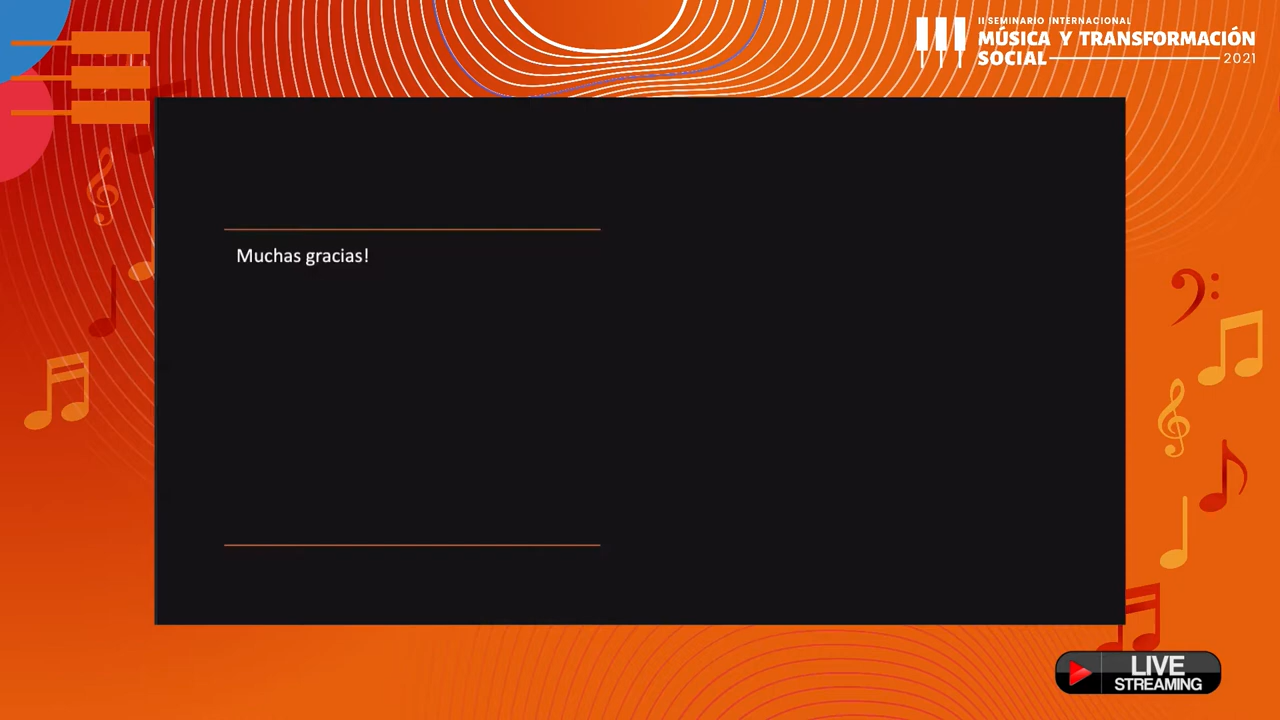 II SEMINARIO INTERNACIONAL
MÚSICA Y TRANSFORMACIÓN
SOCIAL
2021
Muchas gracias!
LIVE
STREAMING